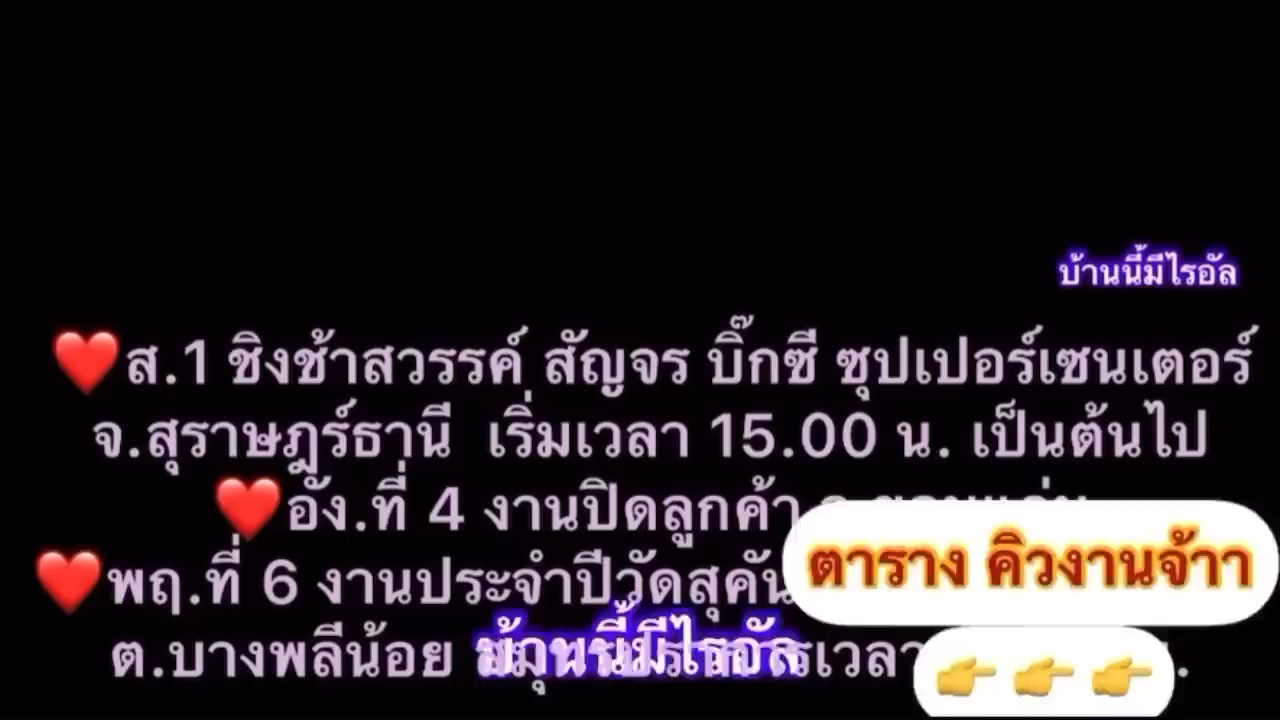 บ้านนี้มีไรอัล
❤️ส.1 ชิงช้าสวรรค์ สัญจร บิ๊กซี ซุปเปอร์เซนเตอร์
จ.สุราษฎร์ธานี เริ่มเวลา 15.00 น. เป็นต้นไป
❤️อัง.ที่ 4 งานปิดลูกค้า
ตาราง คิวงานจ้าา
❤️พฤ.ที่ 6 งานประจำปีวัดสุคัน
ต.บางพลีน้อย
บ้านนี้มีไรอัล
👉 👉 👉